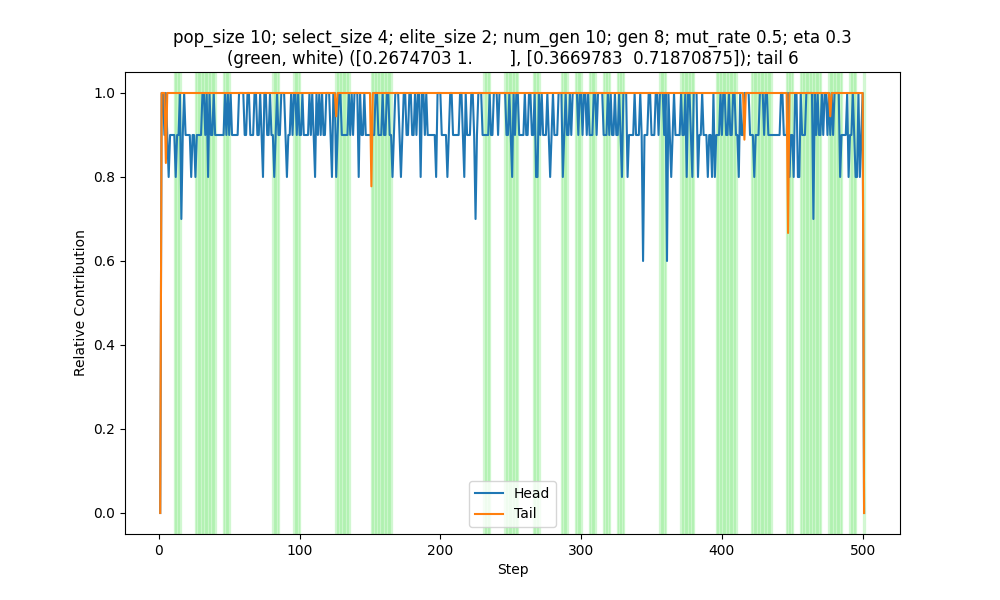 pop_size 10; select_size 4; elite_size 2; num_gen 10; gen 8; mut_rate 0.5; eta 0.3
(green, white) ([0.2674703 1.        ], [0.3669783  0.71870875]); tail 6
1.0
0.8
0.6
0.4
0.2
0.0
Relative Contribution
Head
Tail
0
100
200
300
400
500
Step